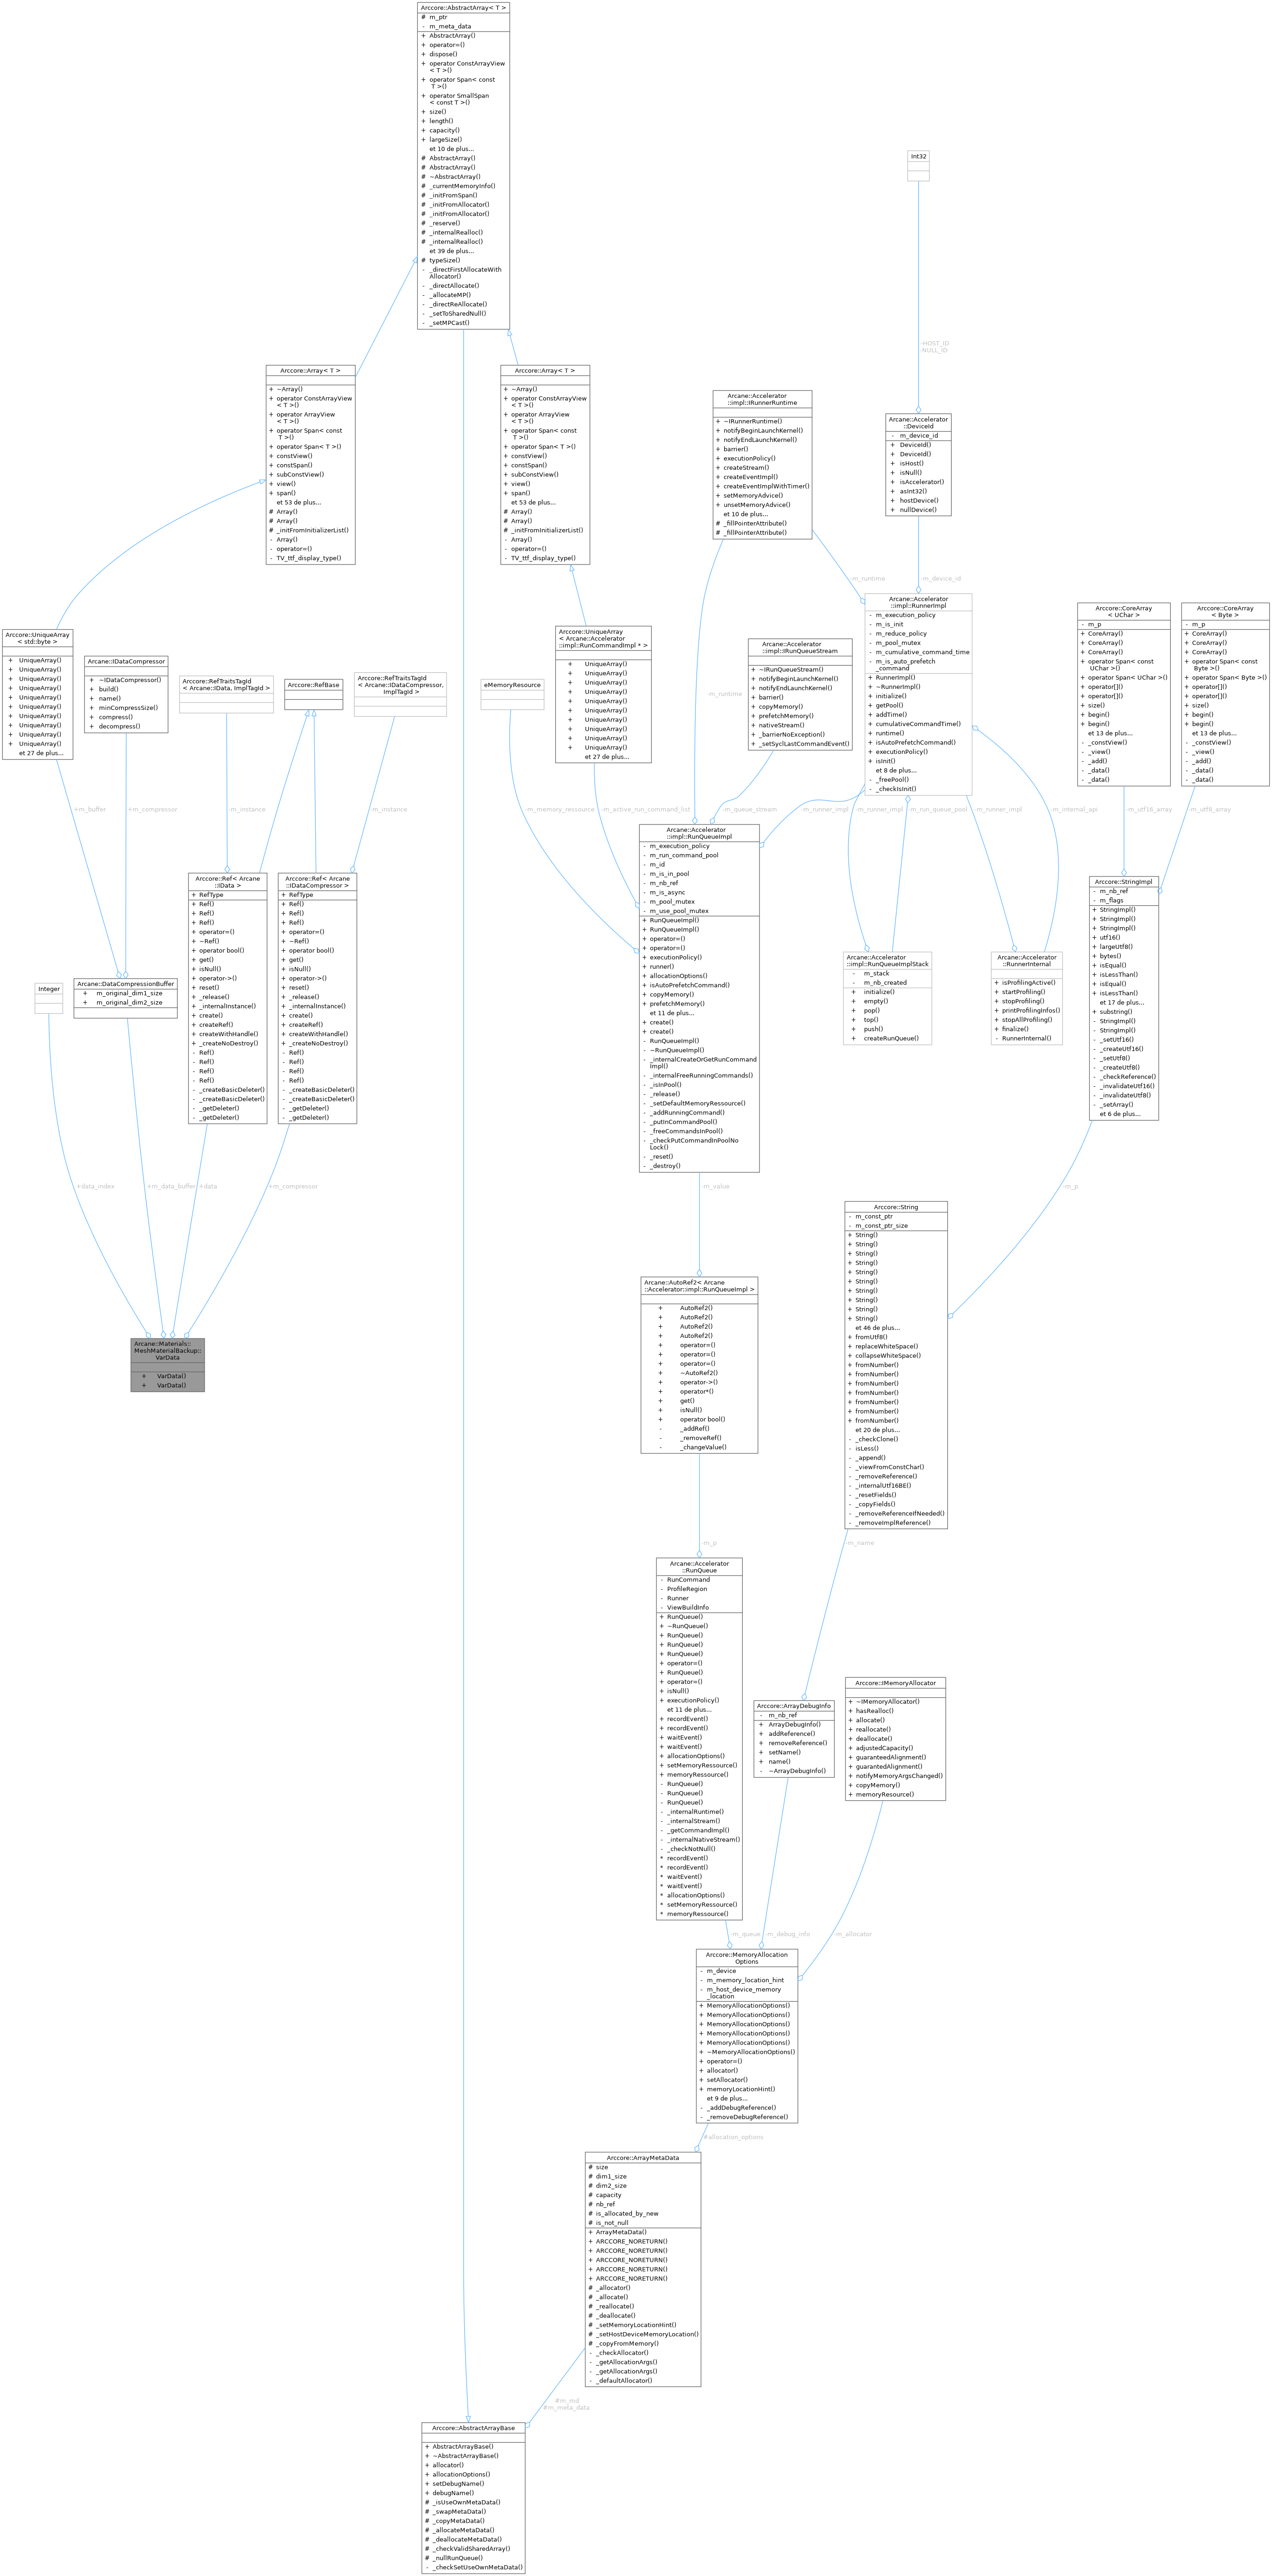 Arccore::AbstractArray< T >
# m_ptr
- m_meta_data
+ AbstractArray()
+ operator=()
+ dispose()
+ operator ConstArrayView
< T >()
+ operator Span< const
T >()
+ operator SmallSpan
< const T >()
+ size()
+ length()
+ capacity()
+ largeSize()
et 10 de plus...
# AbstractArray()
# AbstractArray()
# ~AbstractArray()
# _currentMemoryInfo()
# _initFromSpan()
# _initFromAllocator()
# _initFromAllocator()
# _reserve()
# _internalRealloc()
# _internalRealloc()
et 39 de plus...
# typeSize()
- _directFirstAllocateWith
Allocator()
- _directAllocate()
- _allocateMP()
- _directReAllocate()
- _setToSharedNull()
- _setMPCast()
Int32
-HOST_ID
-NULL_ID
Arccore::Array< T >
+ ~Array()
+ operator ConstArrayView
< T >()
+ operator ArrayView
< T >()
+ operator Span< const
T >()
+ operator Span< T >()
+ constView()
+ constSpan()
+ subConstView()
+ view()
+ span()
et 53 de plus...
# Array()
# Array()
# _initFromInitializerList()
- Array()
- operator=()
- TV_ttf_display_type()
Arccore::Array< T >
+ ~Array()
+ operator ConstArrayView
< T >()
+ operator ArrayView
< T >()
+ operator Span< const
T >()
+ operator Span< T >()
+ constView()
+ constSpan()
+ subConstView()
+ view()
+ span()
et 53 de plus...
# Array()
# Array()
# _initFromInitializerList()
- Array()
- operator=()
- TV_ttf_display_type()
Arcane::Accelerator
::impl::IRunnerRuntime
+ ~IRunnerRuntime()
+ notifyBeginLaunchKernel()
+ notifyEndLaunchKernel()
+ barrier()
+ executionPolicy()
+ createStream()
+ createEventImpl()
+ createEventImplWithTimer()
+ setMemoryAdvice()
+ unsetMemoryAdvice()
et 10 de plus...
# _fillPointerAttribute()
# _fillPointerAttribute()
Arcane::Accelerator
::DeviceId
- m_device_id
+ DeviceId()
+ DeviceId()
+ isHost()
+ isNull()
+ isAccelerator()
+ asInt32()
+ hostDevice()
+ nullDevice()
-m_runtime
-m_device_id
Arccore::UniqueArray
< std::byte >
+ UniqueArray()
+ UniqueArray()
+ UniqueArray()
+ UniqueArray()
+ UniqueArray()
+ UniqueArray()
+ UniqueArray()
+ UniqueArray()
+ UniqueArray()
+ UniqueArray()
et 27 de plus...
Arcane::IDataCompressor
+ ~IDataCompressor()
+ build()
+ name()
+ minCompressSize()
+ compress()
+ decompress()
Arccore::RefTraitsTagId
< Arcane::IData, ImplTagId >
Arccore::RefBase
Arccore::RefTraitsTagId
< Arcane::IDataCompressor,
ImplTagId >
eMemoryResource
Arccore::UniqueArray
< Arcane::Accelerator
::impl::RunCommandImpl * >
+ UniqueArray()
+ UniqueArray()
+ UniqueArray()
+ UniqueArray()
+ UniqueArray()
+ UniqueArray()
+ UniqueArray()
+ UniqueArray()
+ UniqueArray()
+ UniqueArray()
et 27 de plus...
-m_runtime
Arcane::Accelerator
::impl::IRunQueueStream
+ ~IRunQueueStream()
+ notifyBeginLaunchKernel()
+ notifyEndLaunchKernel()
+ barrier()
+ copyMemory()
+ prefetchMemory()
+ nativeStream()
+ _barrierNoException()
+ _setSyclLastCommandEvent()
Arcane::Accelerator
::impl::RunnerImpl
- m_execution_policy
- m_is_init
- m_reduce_policy
- m_pool_mutex
- m_cumulative_command_time
- m_is_auto_prefetch
_command
+ RunnerImpl()
+ ~RunnerImpl()
+ initialize()
+ getPool()
+ addTime()
+ cumulativeCommandTime()
+ runtime()
+ isAutoPrefetchCommand()
+ executionPolicy()
+ isInit()
et 8 de plus...
- _freePool()
- _checkIsInit()
Arccore::CoreArray
< UChar >
- m_p
+ CoreArray()
+ CoreArray()
+ CoreArray()
+ operator Span< const
UChar >()
+ operator Span< UChar >()
+ operator[]()
+ operator[]()
+ size()
+ begin()
+ begin()
et 13 de plus...
- _constView()
- _view()
- _add()
- _data()
- _data()
Arccore::CoreArray
< Byte >
- m_p
+ CoreArray()
+ CoreArray()
+ CoreArray()
+ operator Span< const
Byte >()
+ operator Span< Byte >()
+ operator[]()
+ operator[]()
+ size()
+ begin()
+ begin()
et 13 de plus...
- _constView()
- _view()
- _add()
- _data()
- _data()
+m_buffer
+m_compressor
-m_instance
-m_instance
-m_memory_ressource
-m_active_run_command_list
-m_queue_stream
-m_runner_impl
-m_runner_impl
-m_run_queue_pool
-m_runner_impl
-m_internal_api
-m_utf16_array
-m_utf8_array
Integer
Arcane::DataCompressionBuffer
+ m_original_dim1_size
+ m_original_dim2_size
Arccore::Ref< Arcane
::IData >
+ RefType
+ Ref()
+ Ref()
+ Ref()
+ operator=()
+ ~Ref()
+ operator bool()
+ get()
+ isNull()
+ operator->()
+ reset()
+ _release()
+ _internalInstance()
+ create()
+ createRef()
+ createWithHandle()
+ _createNoDestroy()
- Ref()
- Ref()
- Ref()
- Ref()
- _createBasicDeleter()
- _createBasicDeleter()
- _getDeleter()
- _getDeleter()
Arccore::Ref< Arcane
::IDataCompressor >
+ RefType
+ Ref()
+ Ref()
+ Ref()
+ operator=()
+ ~Ref()
+ operator bool()
+ get()
+ isNull()
+ operator->()
+ reset()
+ _release()
+ _internalInstance()
+ create()
+ createRef()
+ createWithHandle()
+ _createNoDestroy()
- Ref()
- Ref()
- Ref()
- Ref()
- _createBasicDeleter()
- _createBasicDeleter()
- _getDeleter()
- _getDeleter()
Arcane::Accelerator
::impl::RunQueueImpl
- m_execution_policy
- m_run_command_pool
- m_id
- m_is_in_pool
- m_nb_ref
- m_is_async
- m_pool_mutex
- m_use_pool_mutex
+ RunQueueImpl()
+ RunQueueImpl()
+ operator=()
+ operator=()
+ executionPolicy()
+ runner()
+ allocationOptions()
+ isAutoPrefetchCommand()
+ copyMemory()
+ prefetchMemory()
et 11 de plus...
+ create()
+ create()
- RunQueueImpl()
- ~RunQueueImpl()
- _internalCreateOrGetRunCommand
Impl()
- _internalFreeRunningCommands()
- _isInPool()
- _release()
- _setDefaultMemoryRessource()
- _addRunningCommand()
- _putInCommandPool()
- _freeCommandsInPool()
- _checkPutCommandInPoolNo
Lock()
- _reset()
- _destroy()
Arcane::Accelerator
::impl::RunQueueImplStack
- m_stack
- m_nb_created
+ initialize()
+ empty()
+ pop()
+ top()
+ push()
+ createRunQueue()
Arcane::Accelerator
::RunnerInternal
+ isProfilingActive()
+ startProfiling()
+ stopProfiling()
+ printProfilingInfos()
+ stopAllProfiling()
+ finalize()
- RunnerInternal()
Arccore::StringImpl
- m_nb_ref
- m_flags
+ StringImpl()
+ StringImpl()
+ StringImpl()
+ utf16()
+ largeUtf8()
+ bytes()
+ isEqual()
+ isLessThan()
+ isEqual()
+ isLessThan()
et 17 de plus...
+ substring()
- StringImpl()
- StringImpl()
- _setUtf16()
- _createUtf16()
- _setUtf8()
- _createUtf8()
- _checkReference()
- _invalidateUtf16()
- _invalidateUtf8()
- _setArray()
et 6 de plus...
+data_index
+m_data_buffer
+data
+m_compressor
-m_value
-m_p
Arcane::Materials::
MeshMaterialBackup::
VarData
+ VarData()
+ VarData()
Arcane::AutoRef2< Arcane
::Accelerator::impl::RunQueueImpl >
+ AutoRef2()
+ AutoRef2()
+ AutoRef2()
+ AutoRef2()
+ operator=()
+ operator=()
+ operator=()
+ ~AutoRef2()
+ operator->()
+ operator*()
+ get()
+ isNull()
+ operator bool()
- _addRef()
- _removeRef()
- _changeValue()
Arccore::String
- m_const_ptr
- m_const_ptr_size
+ String()
+ String()
+ String()
+ String()
+ String()
+ String()
+ String()
+ String()
+ String()
+ String()
et 46 de plus...
+ fromUtf8()
+ replaceWhiteSpace()
+ collapseWhiteSpace()
+ fromNumber()
+ fromNumber()
+ fromNumber()
+ fromNumber()
+ fromNumber()
+ fromNumber()
+ fromNumber()
et 20 de plus...
- _checkClone()
- isLess()
- _append()
- _viewFromConstChar()
- _removeReference()
- _internalUtf16BE()
- _resetFields()
- _copyFields()
- _removeReferenceIfNeeded()
- _removeImplReference()
-m_p
-m_name
Arcane::Accelerator
::RunQueue
- RunCommand
- ProfileRegion
- Runner
- ViewBuildInfo
+ RunQueue()
+ ~RunQueue()
+ RunQueue()
+ RunQueue()
+ RunQueue()
+ operator=()
+ RunQueue()
+ operator=()
+ isNull()
+ executionPolicy()
et 11 de plus...
+ recordEvent()
+ recordEvent()
+ waitEvent()
+ waitEvent()
+ allocationOptions()
+ setMemoryRessource()
+ memoryRessource()
- RunQueue()
- RunQueue()
- RunQueue()
- _internalRuntime()
- _internalStream()
- _getCommandImpl()
- _internalNativeStream()
- _checkNotNull()
* recordEvent()
* recordEvent()
* waitEvent()
* waitEvent()
* allocationOptions()
* setMemoryRessource()
* memoryRessource()
Arccore::ArrayDebugInfo
- m_nb_ref
+ ArrayDebugInfo()
+ addReference()
+ removeReference()
+ setName()
+ name()
- ~ArrayDebugInfo()
Arccore::IMemoryAllocator
+ ~IMemoryAllocator()
+ hasRealloc()
+ allocate()
+ reallocate()
+ deallocate()
+ adjustedCapacity()
+ guaranteedAlignment()
+ guarantedAlignment()
+ notifyMemoryArgsChanged()
+ copyMemory()
+ memoryResource()
-m_queue
-m_debug_info
-m_allocator
Arccore::MemoryAllocation
Options
- m_device
- m_memory_location_hint
- m_host_device_memory
_location
+ MemoryAllocationOptions()
+ MemoryAllocationOptions()
+ MemoryAllocationOptions()
+ MemoryAllocationOptions()
+ MemoryAllocationOptions()
+ ~MemoryAllocationOptions()
+ operator=()
+ allocator()
+ setAllocator()
+ memoryLocationHint()
et 9 de plus...
- _addDebugReference()
- _removeDebugReference()
#allocation_options
Arccore::ArrayMetaData
# size
# dim1_size
# dim2_size
# capacity
# nb_ref
# is_allocated_by_new
# is_not_null
+ ArrayMetaData()
+ ARCCORE_NORETURN()
+ ARCCORE_NORETURN()
+ ARCCORE_NORETURN()
+ ARCCORE_NORETURN()
+ ARCCORE_NORETURN()
# _allocator()
# _allocate()
# _reallocate()
# _deallocate()
# _setMemoryLocationHint()
# _setHostDeviceMemoryLocation()
# _copyFromMemory()
- _checkAllocator()
- _getAllocationArgs()
- _getAllocationArgs()
- _defaultAllocator()
#m_md
#m_meta_data
Arccore::AbstractArrayBase
+ AbstractArrayBase()
+ ~AbstractArrayBase()
+ allocator()
+ allocationOptions()
+ setDebugName()
+ debugName()
# _isUseOwnMetaData()
# _swapMetaData()
# _copyMetaData()
# _allocateMetaData()
# _deallocateMetaData()
# _checkValidSharedArray()
# _nullRunQueue()
- _checkSetUseOwnMetaData()